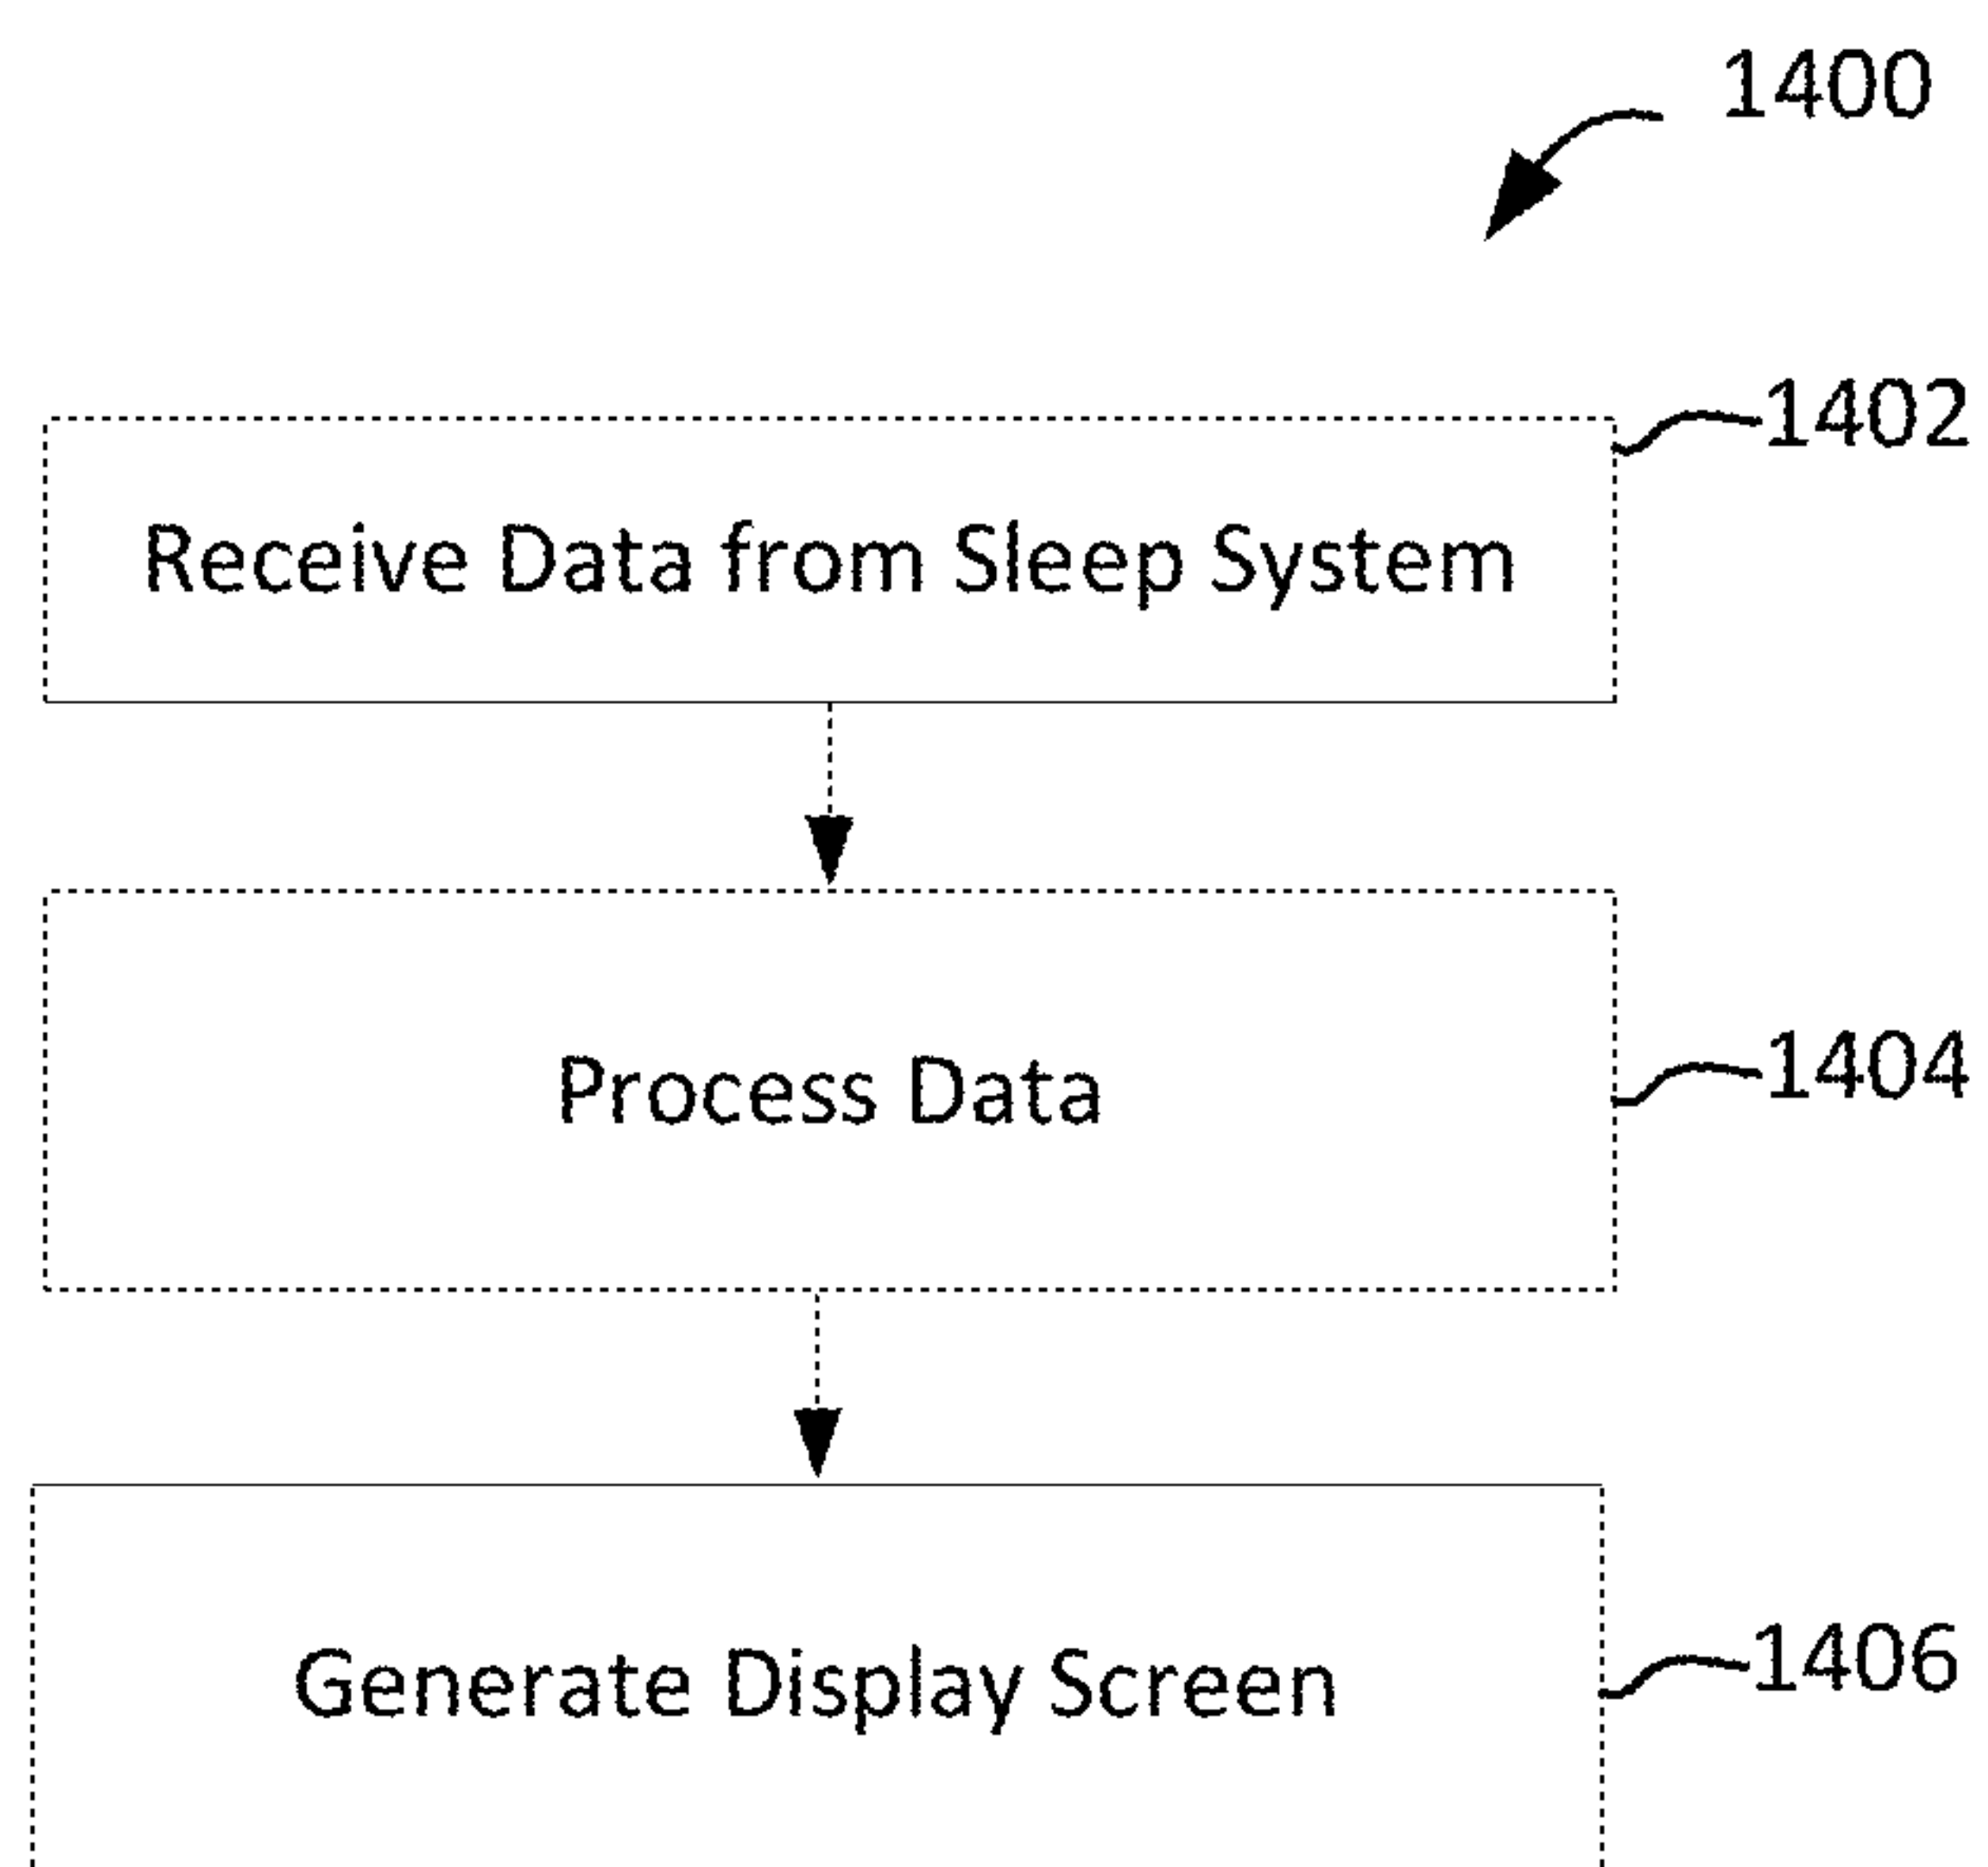 1400
1402
Receive Data from Sleep System
Process Data
1404
Generate Display Screen
1406